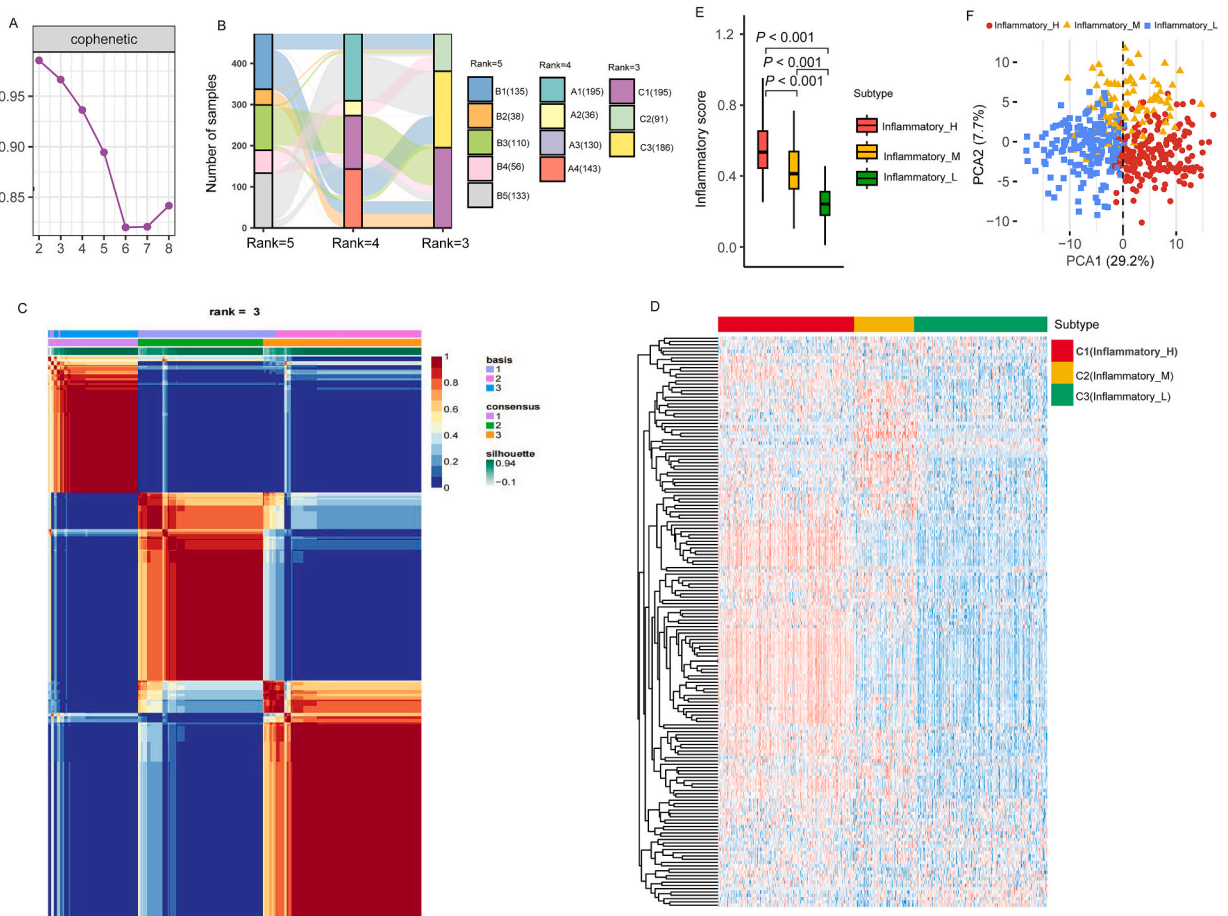 A
cophenetic
0.95
0.90
0.85
2 3 4 5 6 7 8
B
Number of samples
400
300
200
100
0
Rank=5 Rank=4 Rank=3
Rank=5
B1(135)
B2(38)
B3(110)
B4(56)
B5(133)
Rank=4
A1(195)
A2(36)
A3(130)
A4(143)
Rank=3
C1(195)
C2(91)
C3(186)
E
Inflammatory score
1.2
0.8
0.4
0.0
P < 0.001
P < 0.001
P < 0.001
Subtype
Inflammatory_H
Inflammatory_M
Inflammatory_L
F
Inflammatory_H Inflammatory_M Inflammatory_L
PCA2 (7.7%)
10
5
0
−5
−10
−10 0 10
PCA1 (29.2%)
C
rank = 3
1
0.8
0.6
0.4
0.2
0
basis
1
2
3
consensus
1
2
3
silhouette
0.94
−0.1
D
Subtype
C1(Inflammatory_H)
C2(Inflammatory_M)
C3(Inflammatory_L)